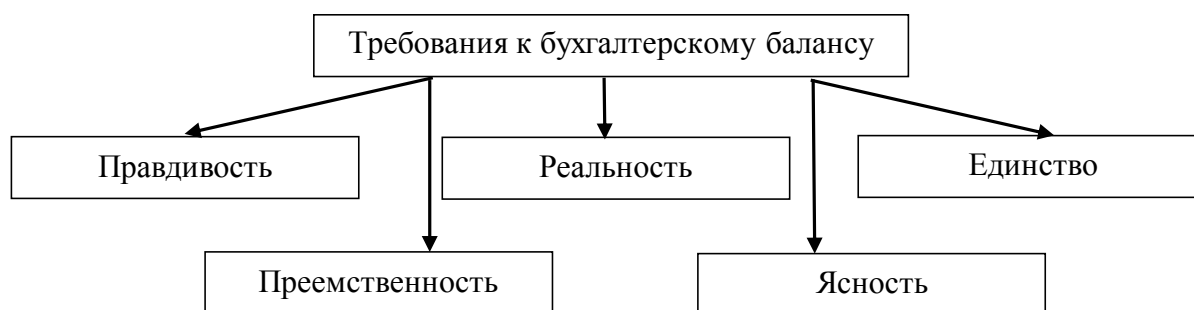 Требования к бухгалтерскому балансу
Правдивость
Реальность
Единство
Преемственность
Ясность